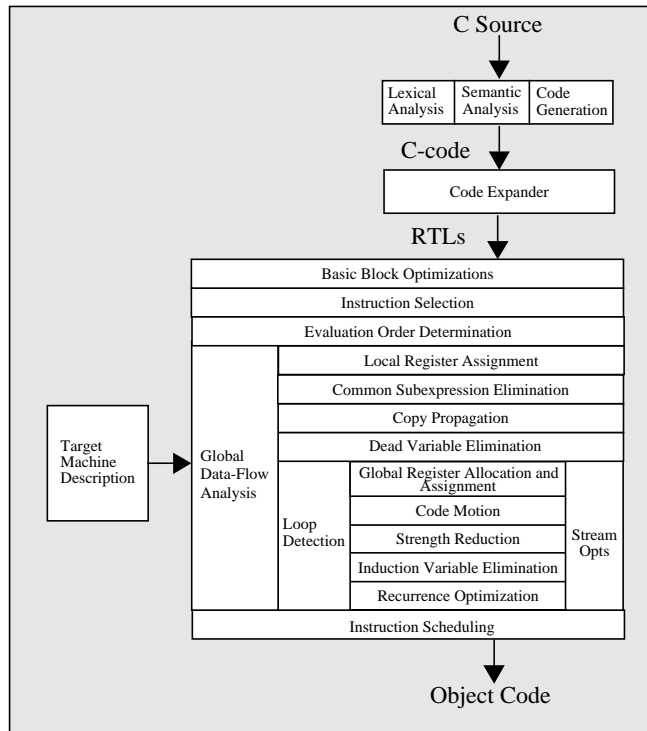 C Source
Lexical
Analysis
Semantic
Analysis
Code
Generation
C-code
Code Expander
RTLs
Basic Block Optimizations
Instruction Selection
Evaluation Order Determination
Local Register Assignment
Common Subexpression Elimination
Copy Propagation
Dead Variable Elimination
Target
Machine
Description
Global
Data-Flow
Analysis
Loop
Detection
Global Register Allocation and
Assignment
Code Motion
Strength Reduction
Induction Variable Elimination
Recurrence Optimization
Stream
Opts
Instruction Scheduling
Object Code